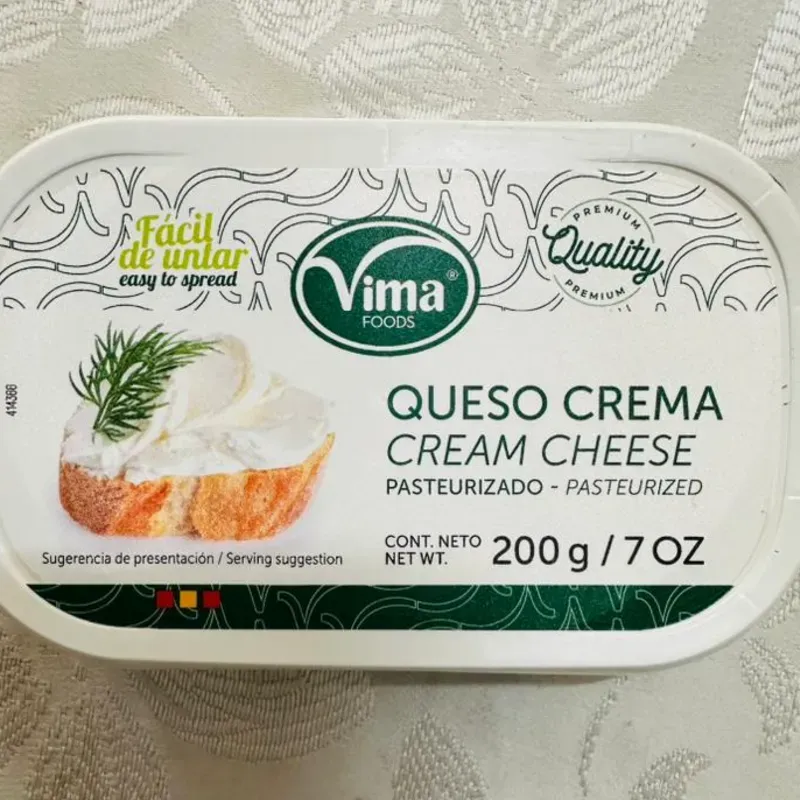 Fácil
de untar
easy to spread
Vima®
FOODS
PREMIUM
Quality
PREMIUM
414386
QUESO CREMA
CREAM CHEESE
PASTEURIZADO - PASTEURIZED
Sugerencia de presentación / Serving suggestion
CONT. NETO
NET WT.
200 g / 7 OZ